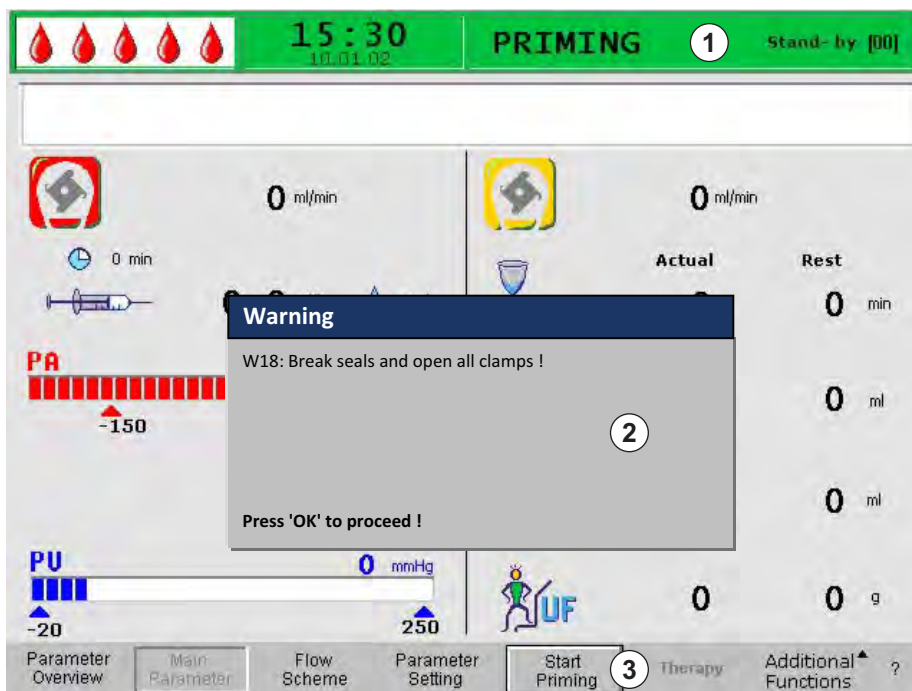 15:30
10.01.02
PRIMING
1
Stand-by [00]
0 ml/min
0 ml/min
0 min
Actual
Rest
0 min
Warning
W18: Break seals and open all clamps !
PA
-150
2
0 ml
0 ml
Press 'OK' to proceed !
PU
0 mmHg
-20
250
UF
0
0 g
Parameter
Overview
Main
Parameter
Flow
Scheme
Parameter
Setting
Start
Priming
3
Therapy
Additional
Functions
?